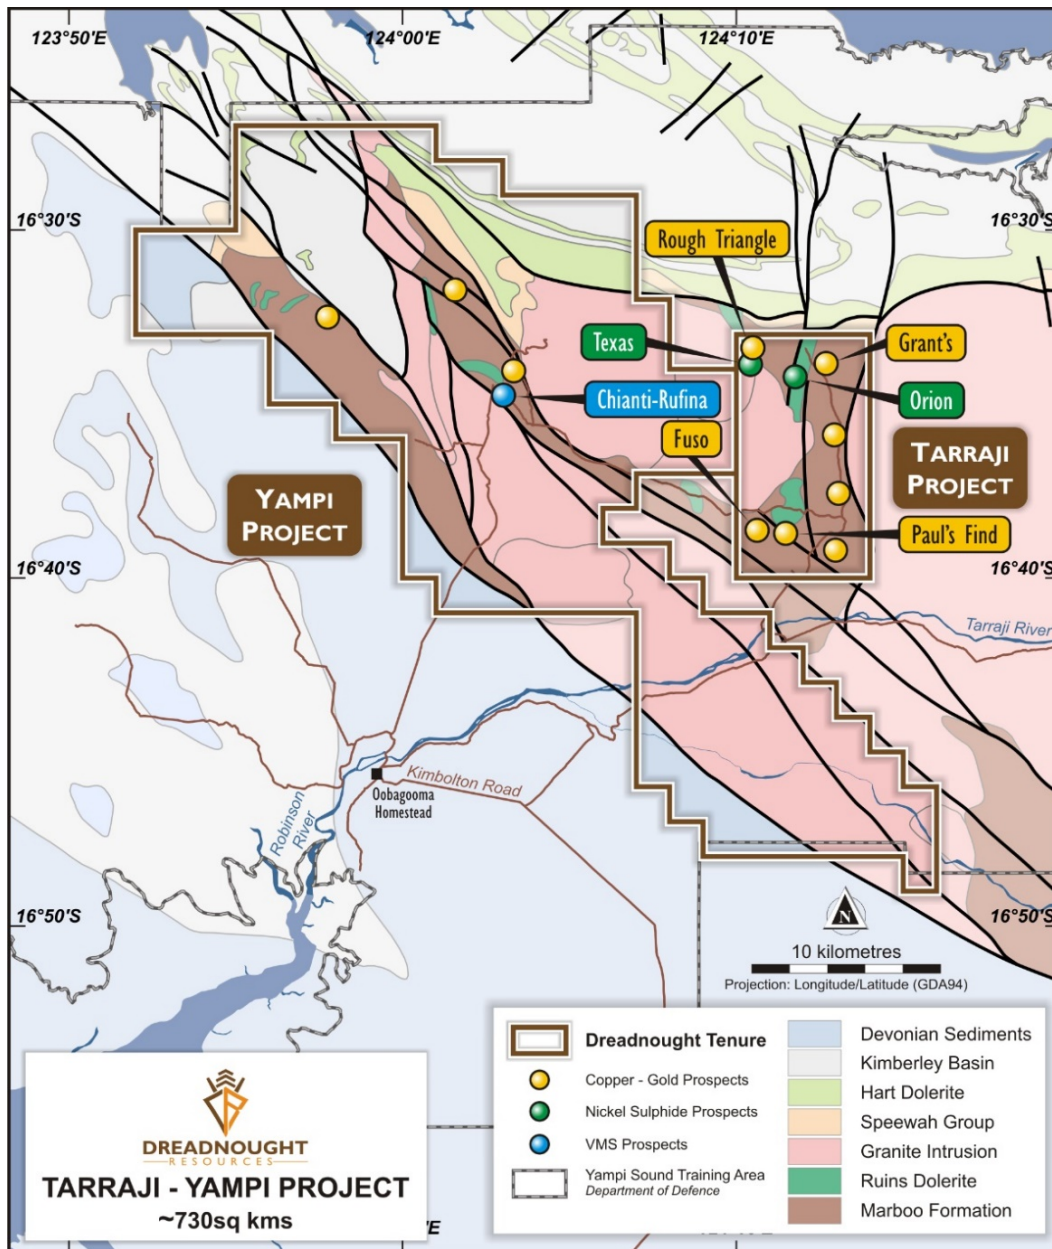 123°50'E
124°00'E
124°10'E
16°30'S
16°30'S
Rough Triangle
Texas
Grant's
Chianti-Rufina
Orion
Fuso
TARRAJI
PROJECT
YAMPI
PROJECT
Paul's Find
16°40'S
16°40'S
Tarraji River
Kimbolton Road
Oobagooma
Homestead
Robinson
River
16°50'S
16°50'S
N
10 kilometres
Projection: Longitude/Latitude (GDA94)
Dreadnought Tenure
Copper - Gold Prospects
Nickel Sulphide Prospects
VMS Prospects
Yampi Sound Training Area
Department of Defence
Devonian Sediments
Kimberley Basin
Hart Dolerite
Speewah Group
Granite Intrusion
Ruins Dolerite
Marboo Formation
DREADNOUGHT
RESOURCES
TARRAJI - YAMPI PROJECT
~730sq kms